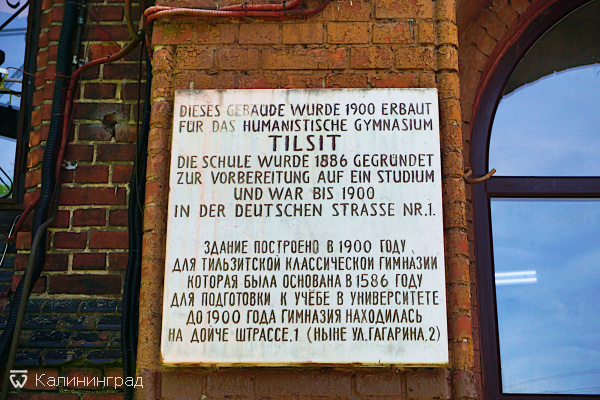 DIESES GEBÄUDE WURDE 1900 ERBAUT
FÜR DAS HUMANISTISCHE GYMNASIUM
TILSIT
DIE SCHULE WURDE 1886 GEGRÜNDET
ZUR VORBEREITUNG AUF EIN STUDIUM
UND WAR BIS 1900
IN DER DEUTSCHEN STRASSE NR.1.
ЗДАНИЕ ПОСТРОЕНО В 1900 ГОДУ
ДЛЯ ТИЛЬЗИТСКОЙ КЛАССИЧЕСКОЙ ГИМНАЗИИ
КОТОРАЯ БЫЛА ОСНОВАНА В 1586 ГОДУ
ДЛЯ ПОДГОТОВКИ К УЧЁБЕ В УНИВЕРСИТЕТЕ
ДО 1900 ГОДА ГИМНАЗИЯ НАХОДИЛАСЬ
НА ДОЙЧЕ ШТРАССЕ,1 (НЫНЕ УЛ.ГАГАРИНА,2)
Калининград